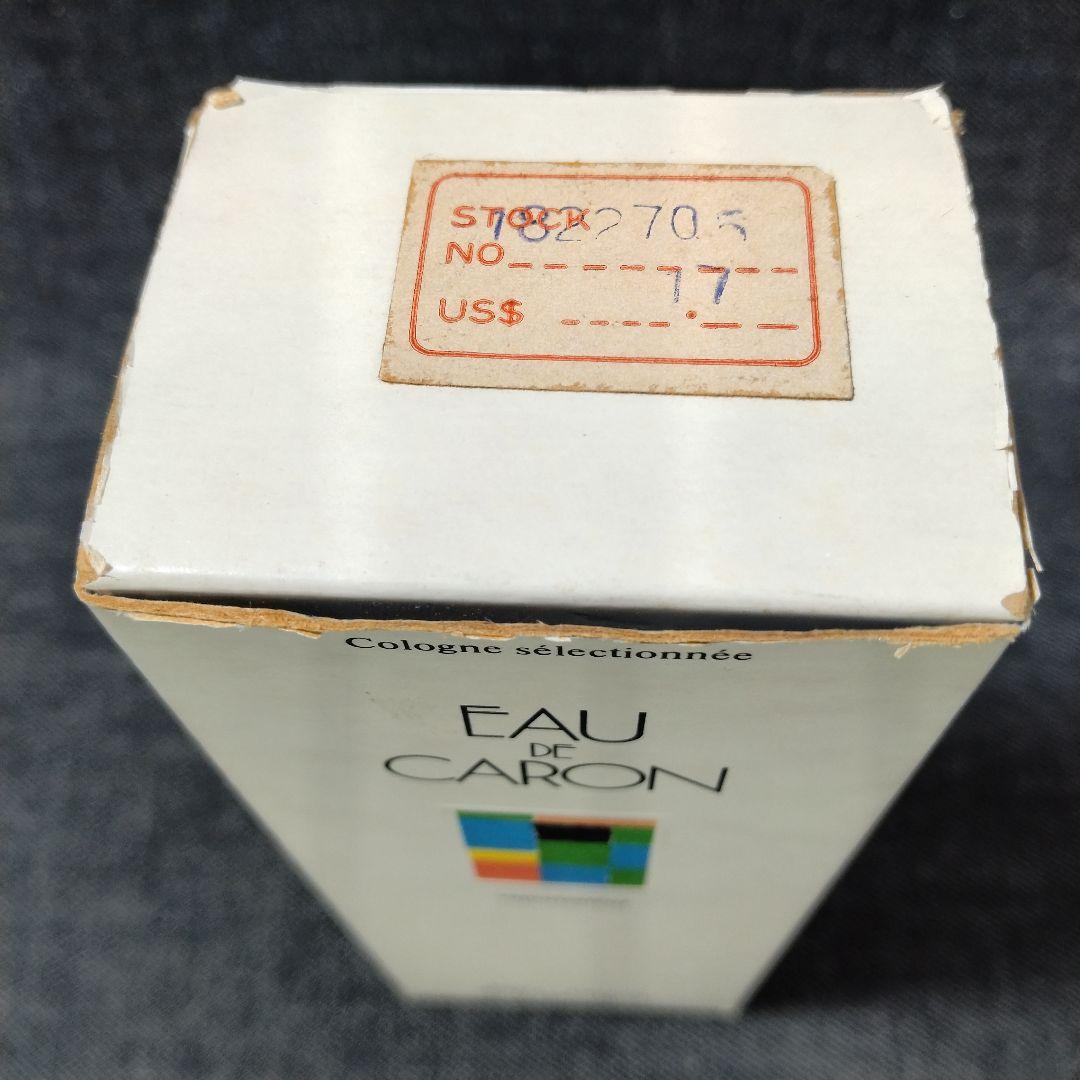 STOCK
NO
1822705
17
US$
Cologne sélectionnée
EAU
DE
CARON